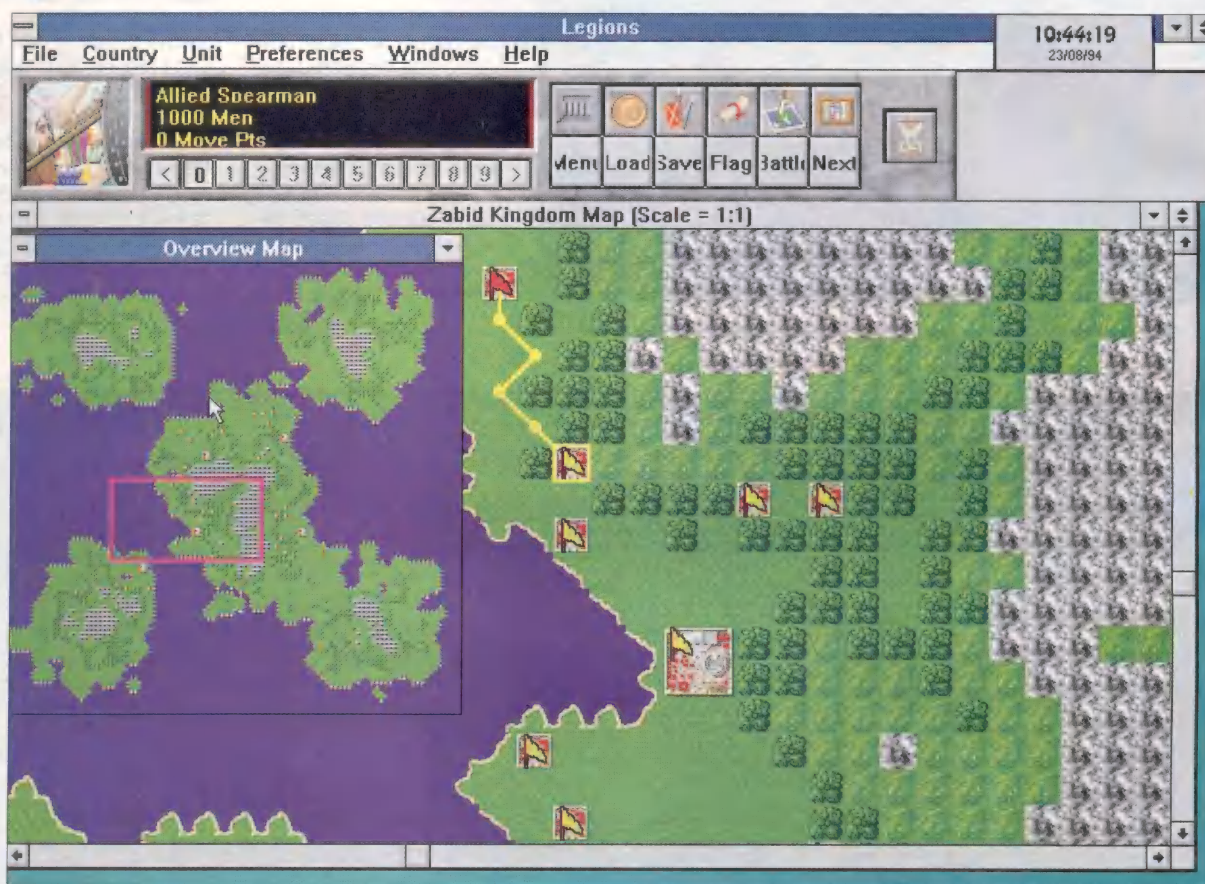 Legions
10:44:19
23/08/94
File Country Unit Preferences Windows Help
Allied Spearman
1000 Men
0 Move Pts
< 0 1 2 3 4 5 6 7 8 9 >
Menu Load Save Flag Battle Next
Zabid Kingdom Map (Scale = 1:1)
Overview Map